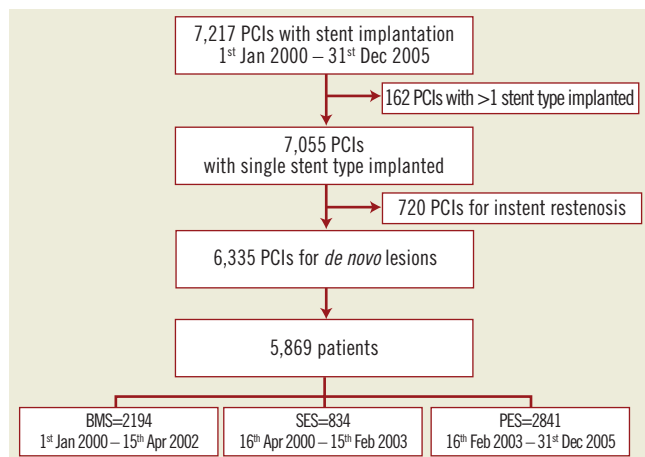 7,217 PCIs with stent implantation
1st Jan 2000 – 31st Dec 2005
162 PCIs with >1 stent type implanted
7,055 PCIs
with single stent type implanted
720 PCIs for instent restenosis
6,335 PCIs for de novo lesions
5,869 patients
BMS=2194
1st Jan 2000 – 15th Apr 2002
SES=834
16th Apr 2000 – 15th Feb 2003
PES=2841
16th Feb 2003 – 31st Dec 2005